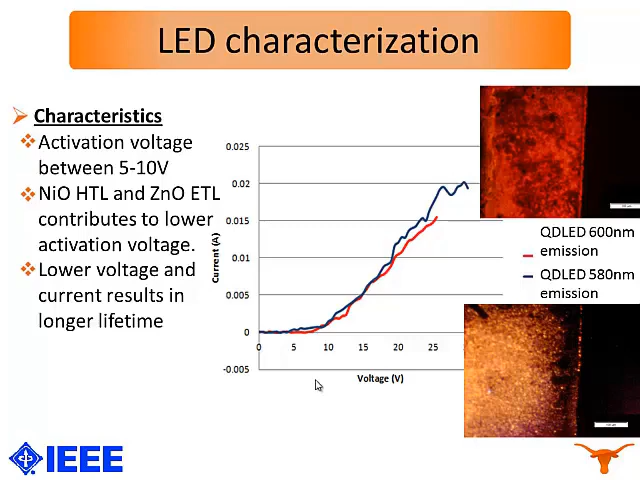 LED characterization
Characteristics
Activation voltage
between 5-10V
NiO HTL and ZnO ETL
contributes to lower
activation voltage.
Lower voltage and
current results in
longer lifetime
0.025
0.02
0.015
0.01
0.005
0
-0.005
Current (A)
0 5 10 15 20 25
Voltage (V)
QDLED 600nm
emission
QDLED 580nm
emission
IEEE